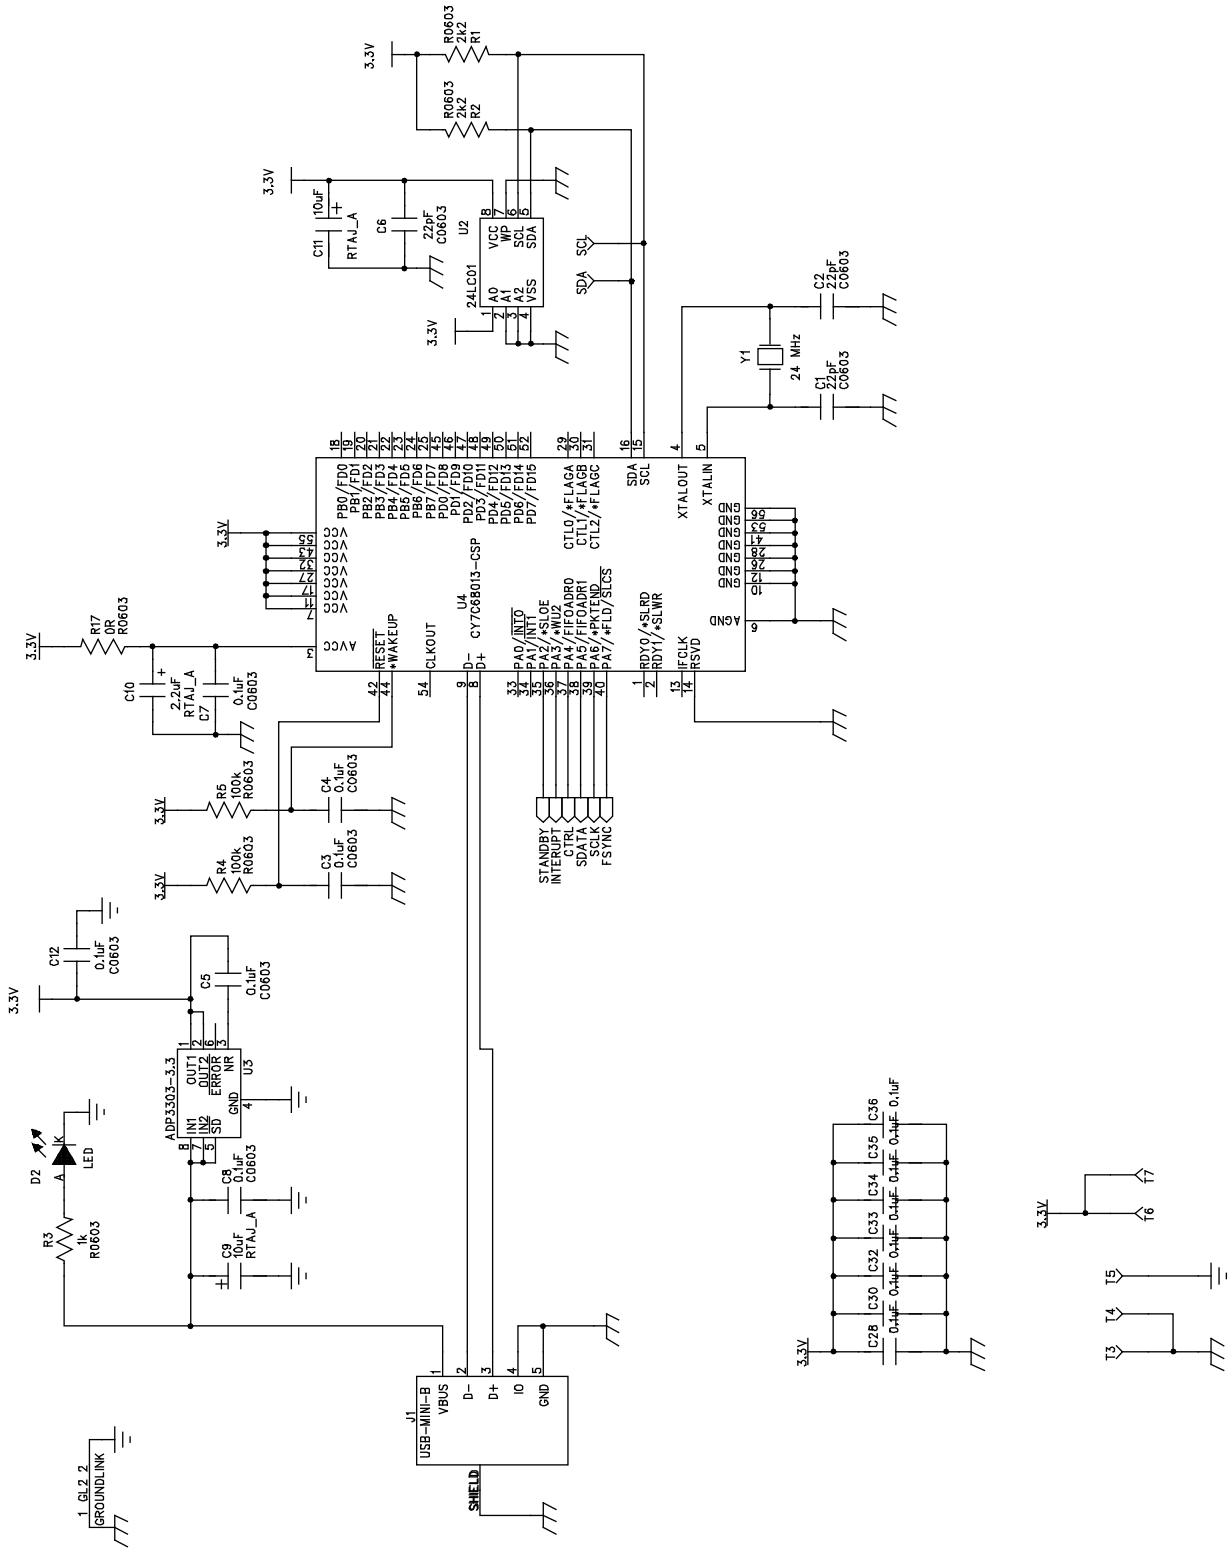 3.3V
R0603
2k2
R1
R0603
2k2
R2
3.3V
C11
10uF
+
RTAJ_A
C6
22pF
C0603
U2
24LC01
1 A0
2 A1
3 A2
4 VSS
VCC 8
WP 7
SCL 6
SDA 5
3.3V
SDA
SCL
Y1
24 MHz
C2
22pF
C0603
C1
22pF
C0603
U4
CY7C68013-CSP
PB0/FD0 18
PB1/FD1 19
PB2/FD2 20
PB3/FD3 21
PB4/FD4 22
PB5/FD5 23
PB6/FD6 24
PB7/FD7 25
PD0/FD8 45
PD1/FD9 46
PD2/FD10 47
PD3/FD11 48
PD4/FD12 49
PD5/FD13 50
PD6/FD14 51
PD7/FD15 52
CTL0/*FLAGA 29
CTL1/*FLAGB 30
CTL2/*FLAGC 31
SDA 16
SCL 15
XTALOUT 4
XTALIN 5
3.3V
VCC 55
VCC 43
VCC 32
VCC 27
VCC 17
VCC 11
VCC 7
AVCC 3
GND 56
GND 53
GND 41
GND 28
GND 26
GND 12
GND 10
AGND 6
42 RESET
44 *WAKEUP
54 CLKOUT
9 D-
8 D+
33 PA0/INT0
34 PA1/INT1
35 PA2/*SLOE
36 PA3/*WU2
37 PA4/FIFOADR0
38 PA5/FIFOADR1
39 PA6/*PKTEND
40 PA7/*FLD/SLCS
1 RDY0/*SLRD
2 RDY1/*SLWR
13 IFCLK
14 RSVD
3.3V
R17
0R
R0603
C10
+
2.2uF
RTAJ_A
C7
0.1uF
C0603
3.3V
R5
100k
R0603
C4
0.1uF
C0603
3.3V
R4
100k
R0603
C3
0.1uF
C0603
STANDBY
INTERUPT
CTRL
SDATA
SCLK
FSYNC
3.3V
C12
0.1uF
C0603
C5
0.1uF
C0603
ADP3303-3.3
U3
8 IN1
7 IN2
5 SD
OUT1 1
OUT2 2
ERROR 6
NR 3
GND
4
D2
A
K
LED
R3
1k
R0603
C8
0.1uF
C0603
C9
+
10uF
RTAJ_A
J1
USB-MINI-B
VBUS 1
D- 2
D+ 3
IO 4
GND 5
SHIELD
1 GL2 2
GROUNDLINK
3.3V
C28
0.1uF
C30
0.1uF
C32
0.1uF
C33
0.1uF
C34
0.1uF
C35
0.1uF
C36
0.1uF
3.3V
T7
T6
T5
T4
T3